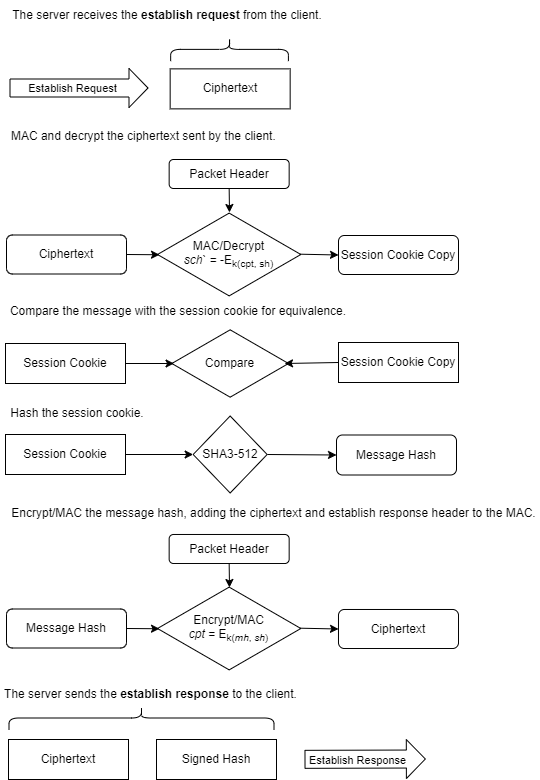 The server receives the establish request from the client.
Establish Request
Ciphertext
MAC and decrypt the ciphertext sent by the client.
Packet Header
Ciphertext
MAC/Decrypt
sch` = -Ek(cpt, sh)
Session Cookie Copy
Compare the message with the session cookie for equivalence.
Session Cookie
Compare
Session Cookie Copy
Hash the session cookie.
Session Cookie
SHA3-512
Message Hash
Encrypt/MAC the message hash, adding the ciphertext and establish response header to the MAC.
Packet Header
Message Hash
Encrypt/MAC
cpt = Ek(mh, sh)
Ciphertext
The server sends the establish response to the client.
Ciphertext
Signed Hash
Establish Response